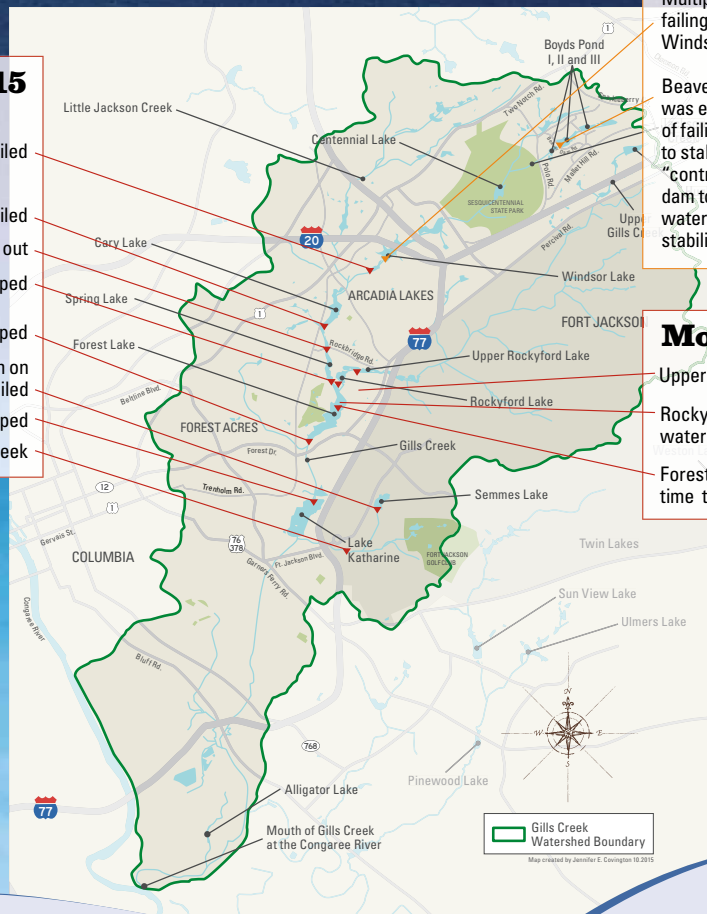 15
iled
iled
out
ped
ped
n on
iled
ped
eek
Multip
failing
Winds
Beave
was e
of faili
to stal
“contr
dam to
water
stabili
Mo
Upper
Rocky
water
Forest
time t
1
Boyds Pond
I, II and III
Little Jackson Creek
Two Notch Rd.
Centennial Lake
Polo Rd.
Mallet Hill Rd.
SESQUICENTENNIAL
STATE PARK
Upper
Gills Creek
20
Percival Rd.
Cary Lake
Windsor Lake
ARCADIA LAKES
Spring Lake
1
FORT JACKSON
77
Forest Lake
Rockbridge Rd.
Upper Rockyford Lake
Beltline Blvd.
Rockyford Lake
FOREST ACRES
Forest Dr.
Gills Creek
12
Trenholm Rd.
Semmes Lake
1
Gervais St.
76
378
Lake
Katharine
COLUMBIA
Ft. Jackson Blvd.
FORT JACKSON
GOLF CLUB
Twin Lakes
Garners Ferry Rd.
Congaree River
Sun View Lake
Ulmers Lake
Bluff Rd.
N
W
E
S
768
Pinewood Lake
77
Alligator Lake
Mouth of Gills Creek
at the Congaree River
Gills Creek
Watershed Boundary
Map created by Jennifer E. Covington 10.2015